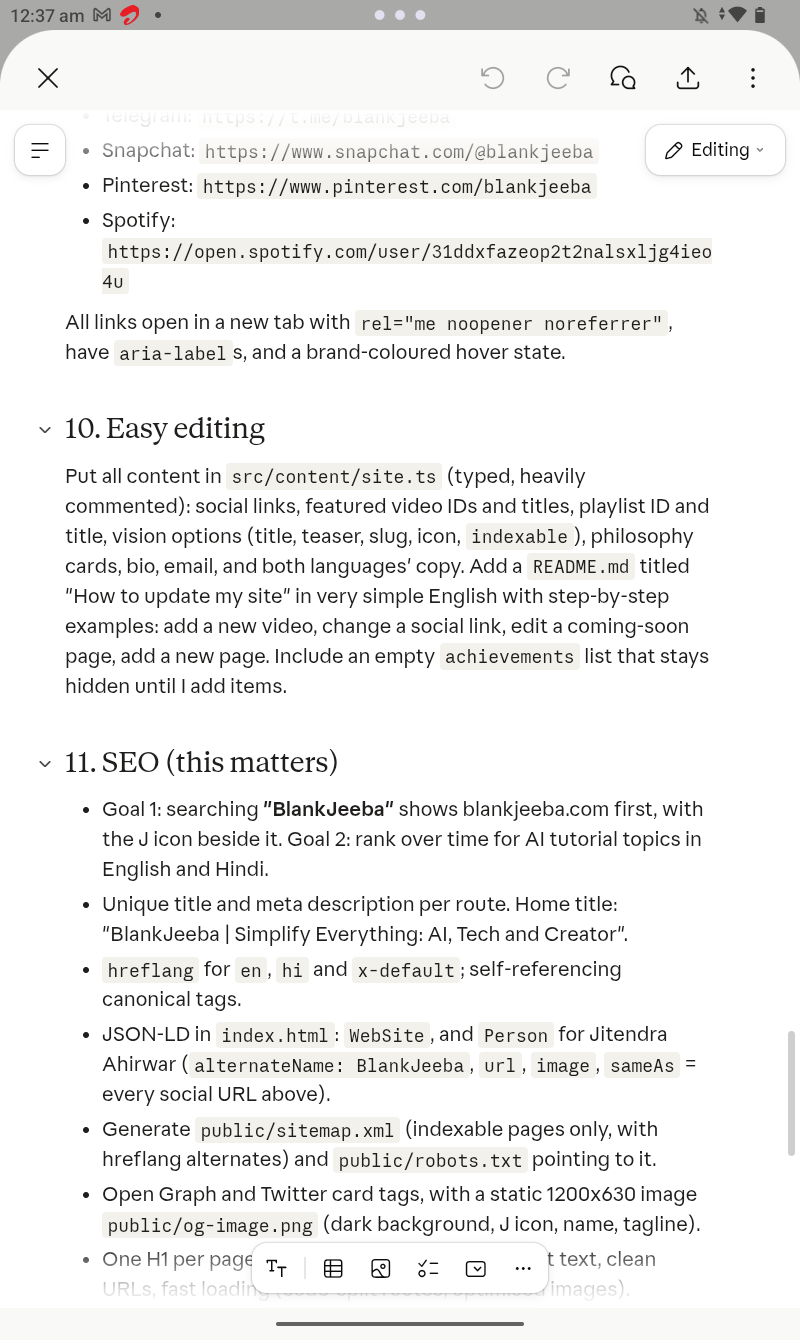 12:37 am
Telegram: https://t.me/blankjeeba
Snapchat: https://www.snapchat.com/@blankjeeba
Editing
Pinterest: https://www.pinterest.com/blankjeeba
Spotify:
https://open.spotify.com/user/31ddxfazeop2t2nalsxljg4ieo
4u
All links open in a new tab with rel="me noopener noreferrer",
have aria-labels, and a brand-coloured hover state.
10. Easy editing
Put all content in src/content/site.ts (typed, heavily
commented): social links, featured video IDs and titles, playlist ID and
title, vision options (title, teaser, slug, icon, indexable), philosophy
cards, bio, email, and both languages' copy. Add a README.md titled
"How to update my site" in very simple English with step-by-step
examples: add a new video, change a social link, edit a coming-soon
page, add a new page. Include an empty achievements list that stays
hidden until I add items.
11. SEO (this matters)
Goal 1: searching "BlankJeeba" shows blankjeeba.com first, with
the J icon beside it. Goal 2: rank over time for AI tutorial topics in
English and Hindi.
Unique title and meta description per route. Home title:
"BlankJeeba | Simplify Everything: AI, Tech and Creator".
hreflang for en, hi and x-default; self-referencing
canonical tags.
JSON-LD in index.html: WebSite, and Person for Jitendra
Ahirwar (alternateName: BlankJeeba, url, image, sameAs =
every social URL above).
Generate public/sitemap.xml (indexable pages only, with
hreflang alternates) and public/robots.txt pointing to it.
Open Graph and Twitter card tags, with a static 1200x630 image
public/og-image.png (dark background, J icon, name, tagline).
One H1 per page t text, clean
URLs, fast loading images).